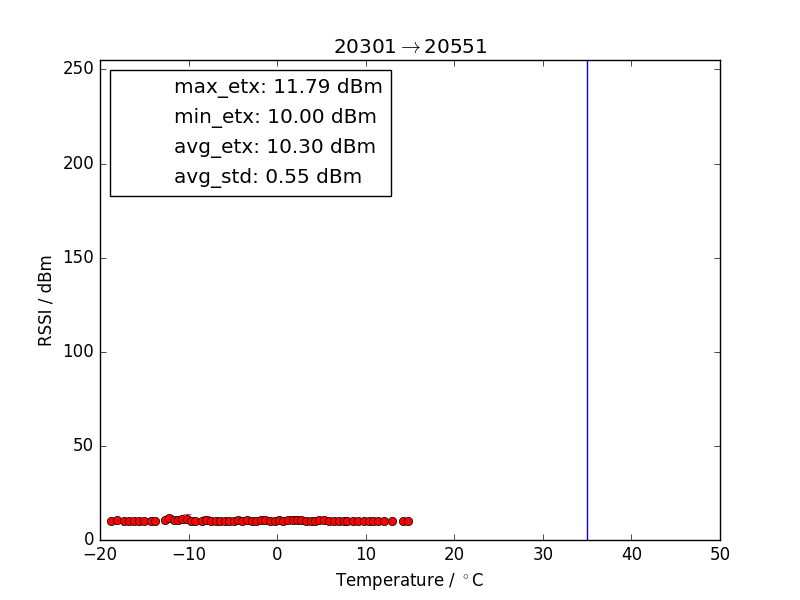 20301→20551
max_etx: 11.79 dBm
min_etx: 10.00 dBm
avg_etx: 10.30 dBm
avg_std: 0.55 dBm
RSSI / dBm
250
200
150
100
50
0
−20 −10 0 10 20 30 40 50
Temperature / °C